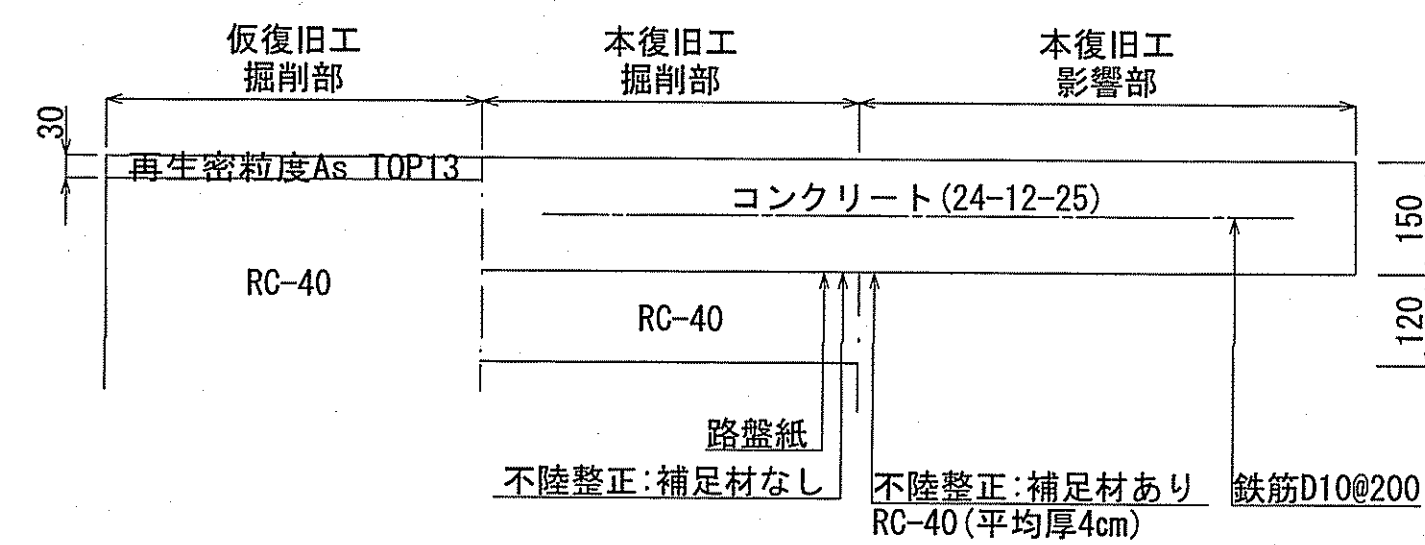 仮復旧工
掘削部
本復旧工
掘削部
本復旧工
影響部
30
再生密粒度As TOP13
コンクリート(24-12-25)
150
RC-40
RC-40
120
路盤紙
不陸整正:補足材なし
不陸整正:補足材あり
RC-40(平均厚4cm)
鉄筋D10@200